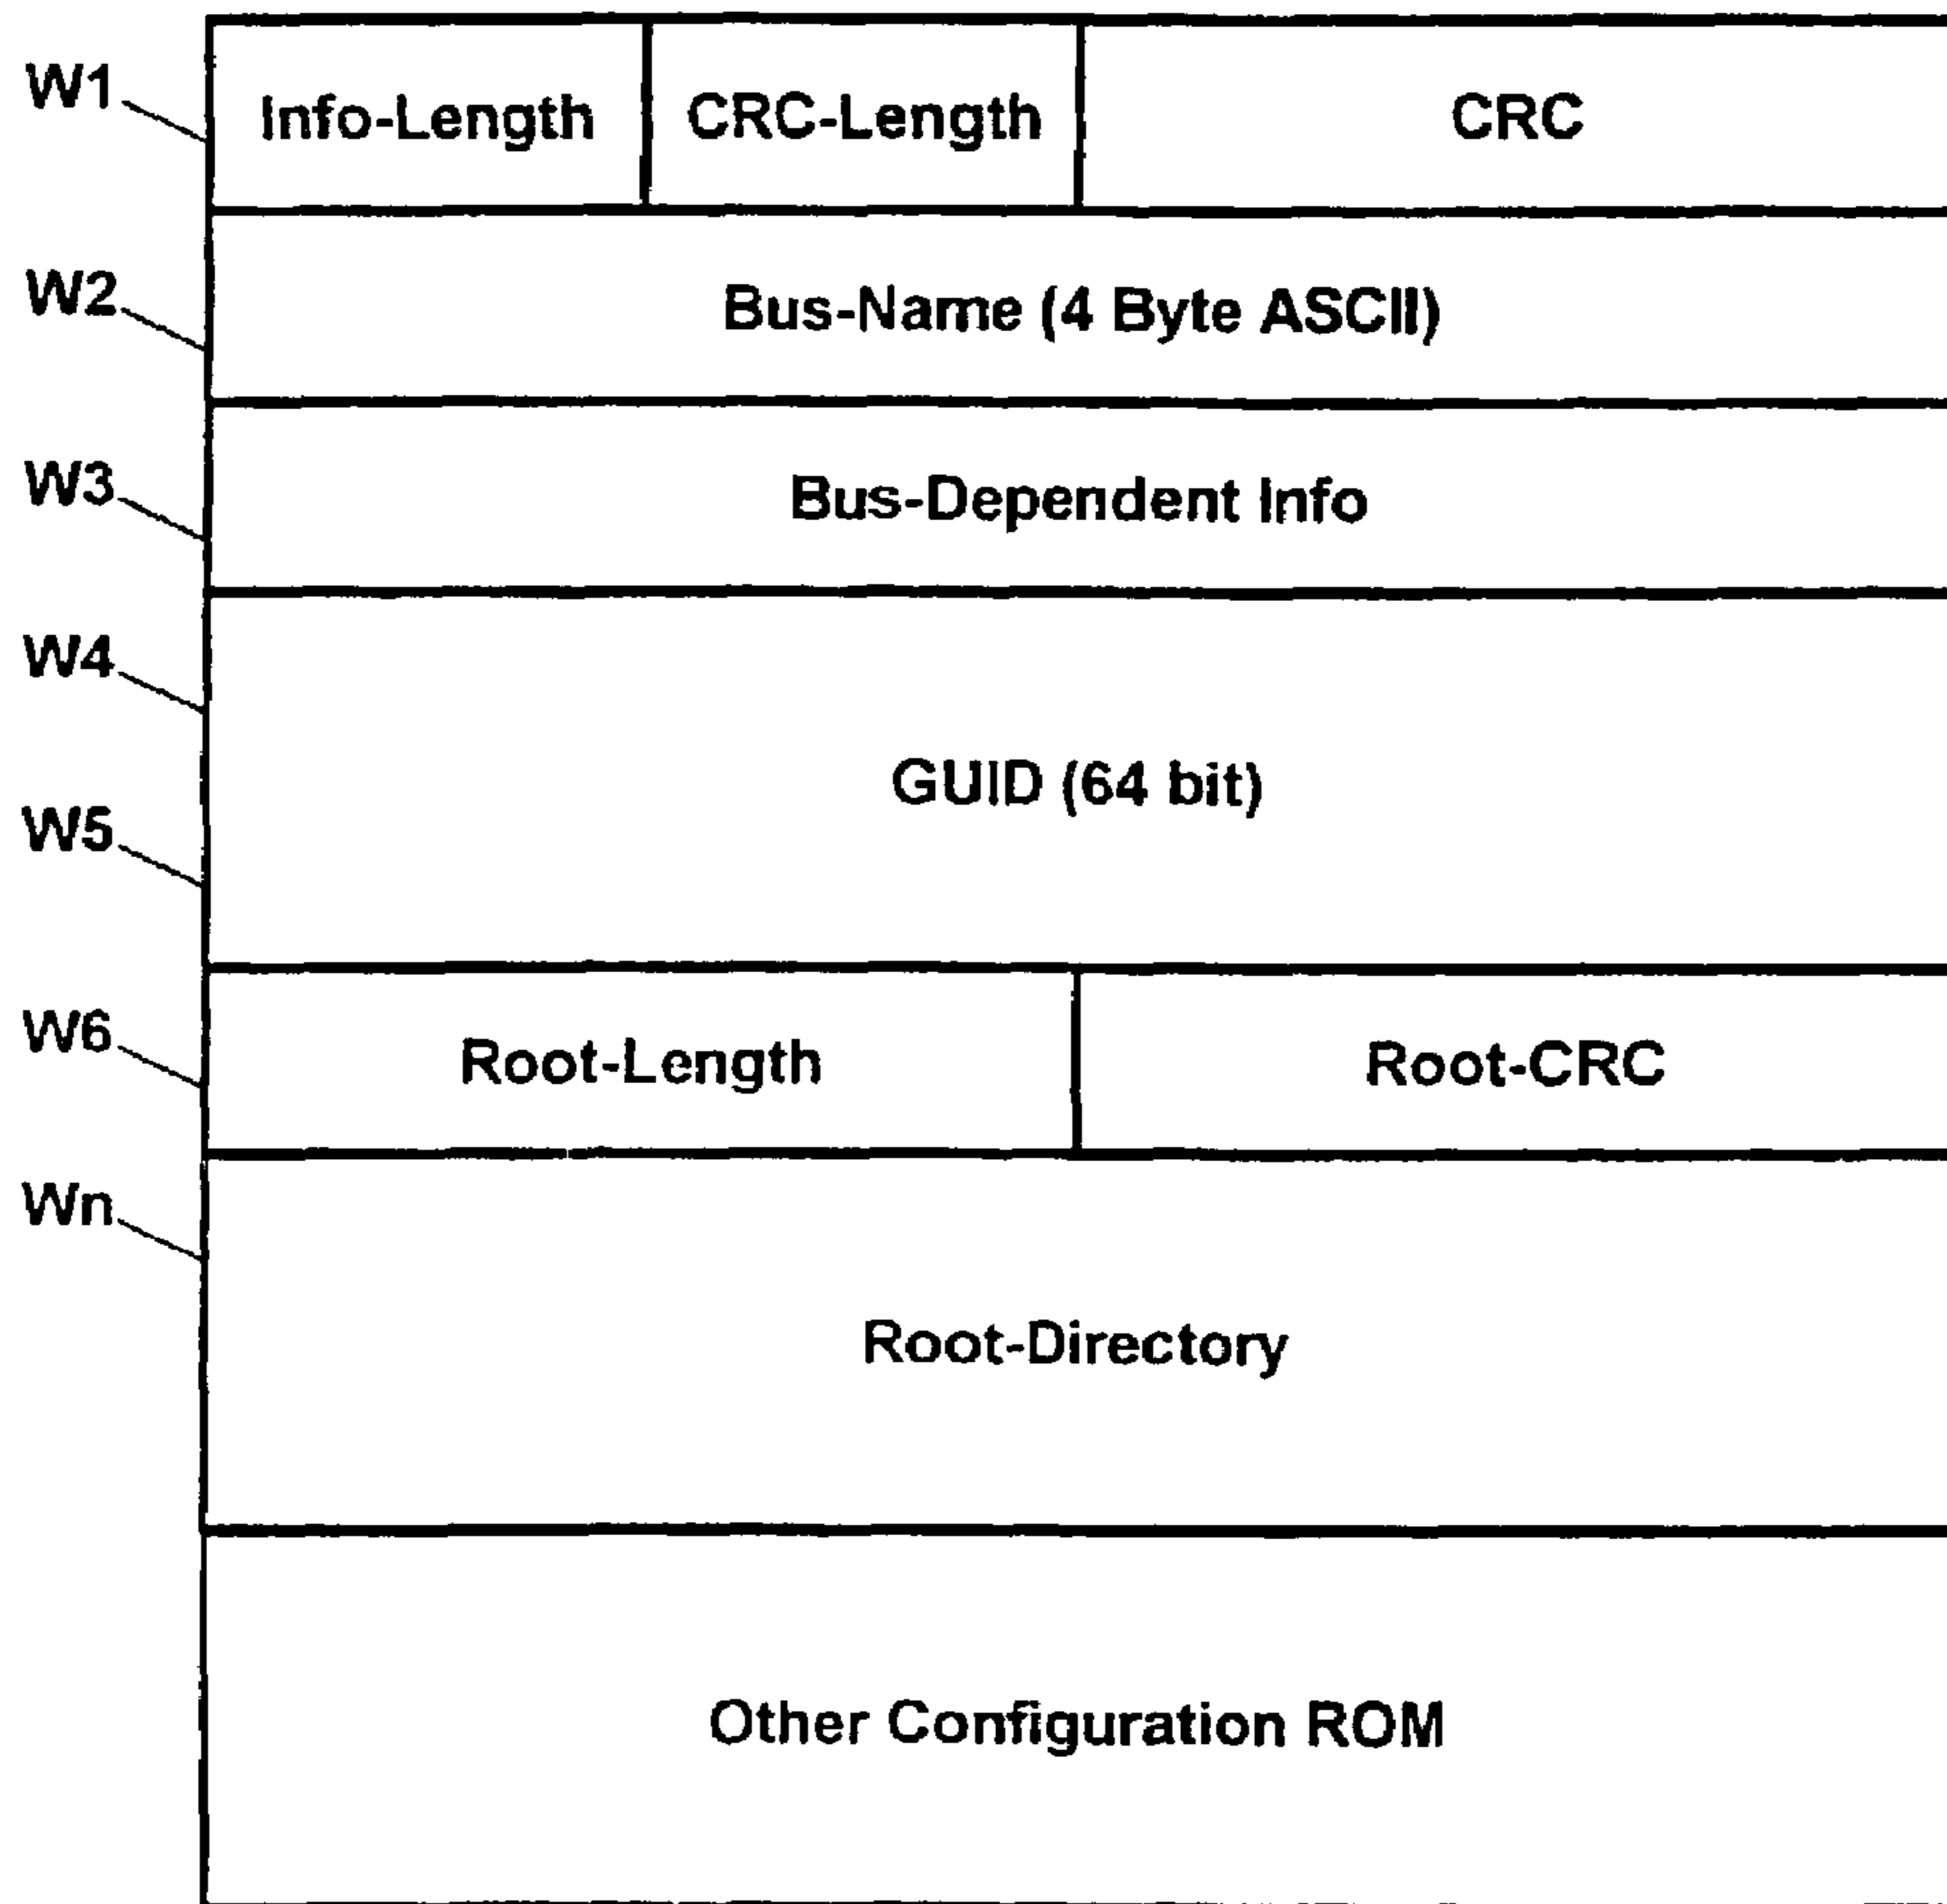 W1 Info-Length CRC-Length CRC
W2 Bus-Name (4 Byte ASCII)
W3 Bus-Dependent Info
W4
GUID (64 bit)
W5
W6 Root-Length Root-CRC
Wn
Root-Directory
Other Configuration ROM